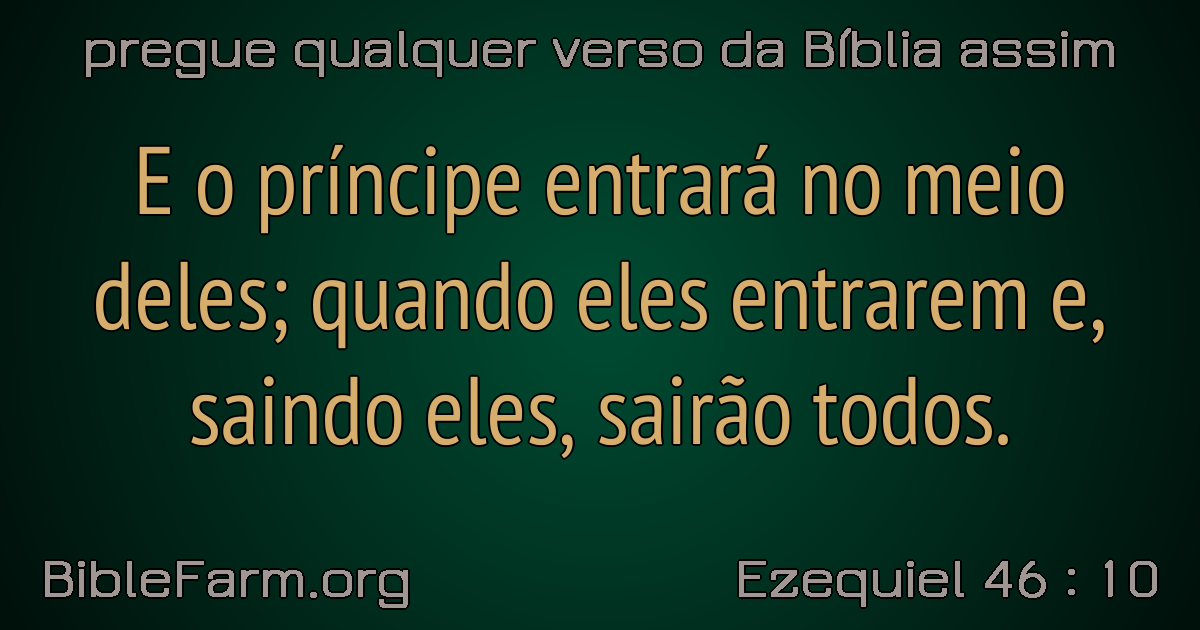 pregue qualquer verso da Bíblia assim
E o príncipe entrará no meio
deles; quando eles entrarem e,
saindo eles, sairão todos.
BibleFarm.org
Ezequiel 46 : 10